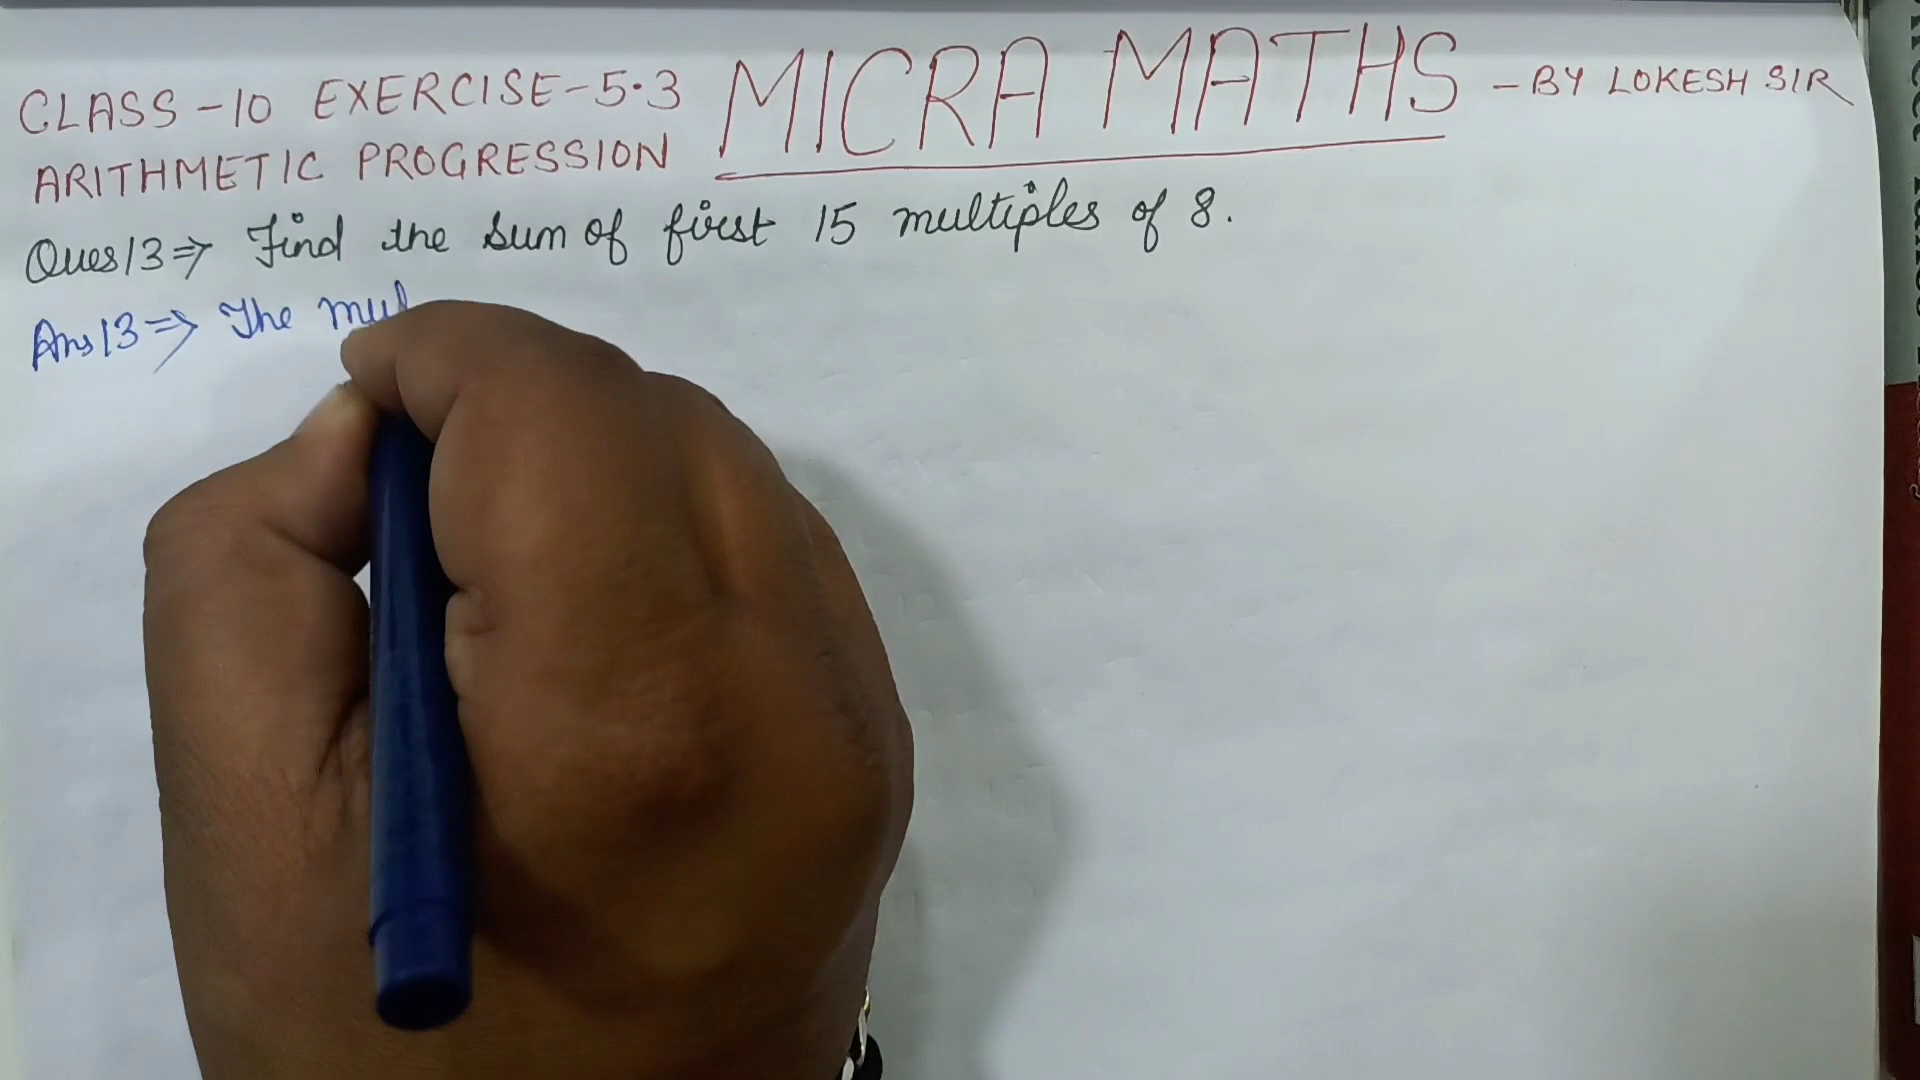 CLASS-10 EXERCISE-5.3
ARITHMETIC PROGRESSION
MICRA MATHS
-BY LOKESH SIR
Ques13⇒ Find the sum of first 15 multiples of 8.
Ans13⇒ The mul